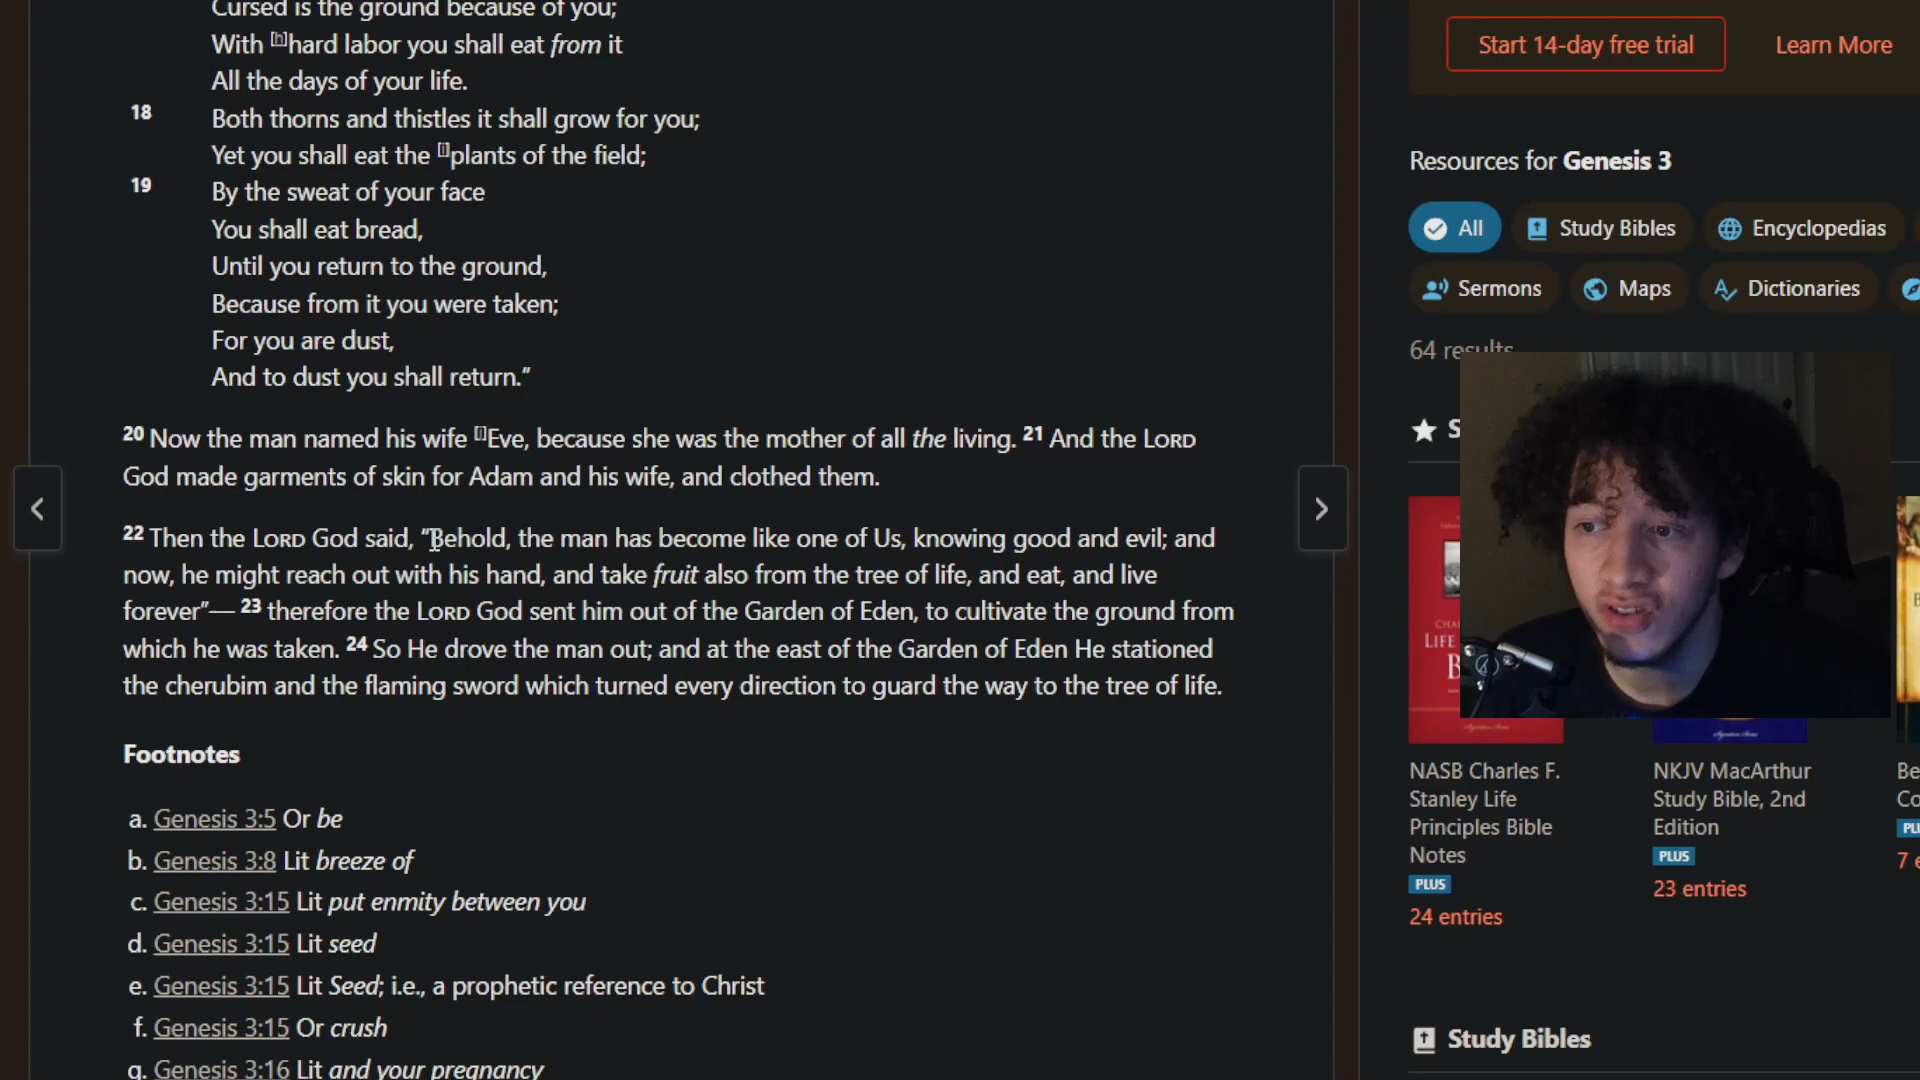 Cursed is the ground because of you;
With [h]hard labor you shall eat from it
All the days of your life.
18 Both thorns and thistles it shall grow for you;
Yet you shall eat the [i]plants of the field;
19 By the sweat of your face
You shall eat bread,
Until you return to the ground,
Because from it you were taken;
For you are dust,
And to dust you shall return.”
20 Now the man named his wife [j]Eve, because she was the mother of all the living. 21 And the LORD
God made garments of skin for Adam and his wife, and clothed them.
22 Then the LORD God said, “Behold, the man has become like one of Us, knowing good and evil; and
now, he might reach out with his hand, and take fruit also from the tree of life, and eat, and live
forever”— 23 therefore the LORD God sent him out of the Garden of Eden, to cultivate the ground from
which he was taken. 24 So He drove the man out; and at the east of the Garden of Eden He stationed
the cherubim and the flaming sword which turned every direction to guard the way to the tree of life.
Footnotes
a. Genesis 3:5 Or be
b. Genesis 3:8 Lit breeze of
c. Genesis 3:15 Lit put enmity between you
d. Genesis 3:15 Lit seed
e. Genesis 3:15 Lit Seed; i.e., a prophetic reference to Christ
f. Genesis 3:15 Or crush
g. Genesis 3:16 Lit and your pregnancy
Start 14-day free trial
Learn More
Resources for Genesis 3
All
Study Bibles
Encyclopedias
Sermons
Maps
Dictionaries
64 results
S
LIFE
NASB Charles F.
Stanley Life
Principles Bible
Notes
PLUS
24 entries
NKJV MacArthur
Study Bible, 2nd
Edition
PLUS
23 entries
Be
Co
PLU
7 e
Study Bibles